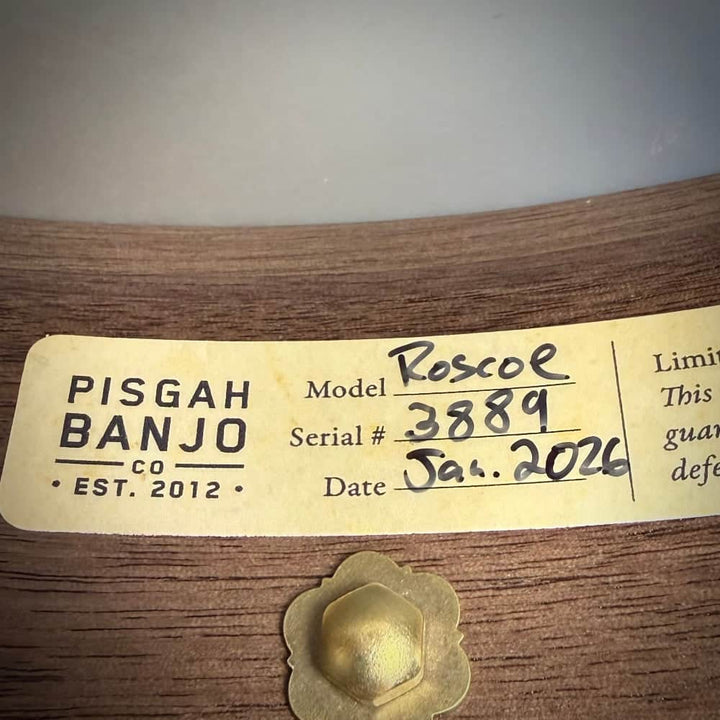 PISGAH
BANJO
CO
• EST. 2012 •
Model Roscoe
Serial # 3889
Date Jan. 2026
Limit
This
guar
defe